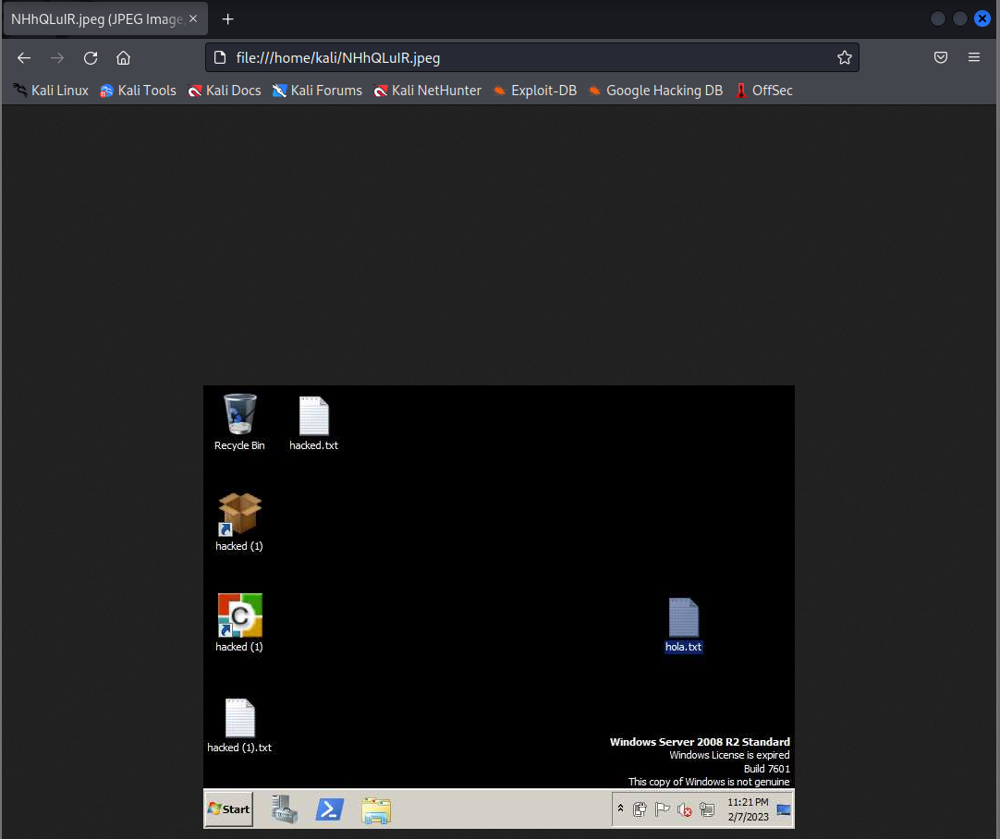 NHhQLuIR.jpeg (JPEG Image,
file:///home/kali/NHhQLuIR.jpeg
Kali Linux Kali Tools Kali Docs Kali Forums Kali NetHunter Exploit-DB Google Hacking DB OffSec
Recycle Bin
hacked.txt
hacked (1)
hacked (1)
hola.txt
hacked (1).txt
Windows Server 2008 R2 Standard
Windows License is expired
Build 7601
This copy of Windows is not genuine
Start
11:21 PM
2/7/2023